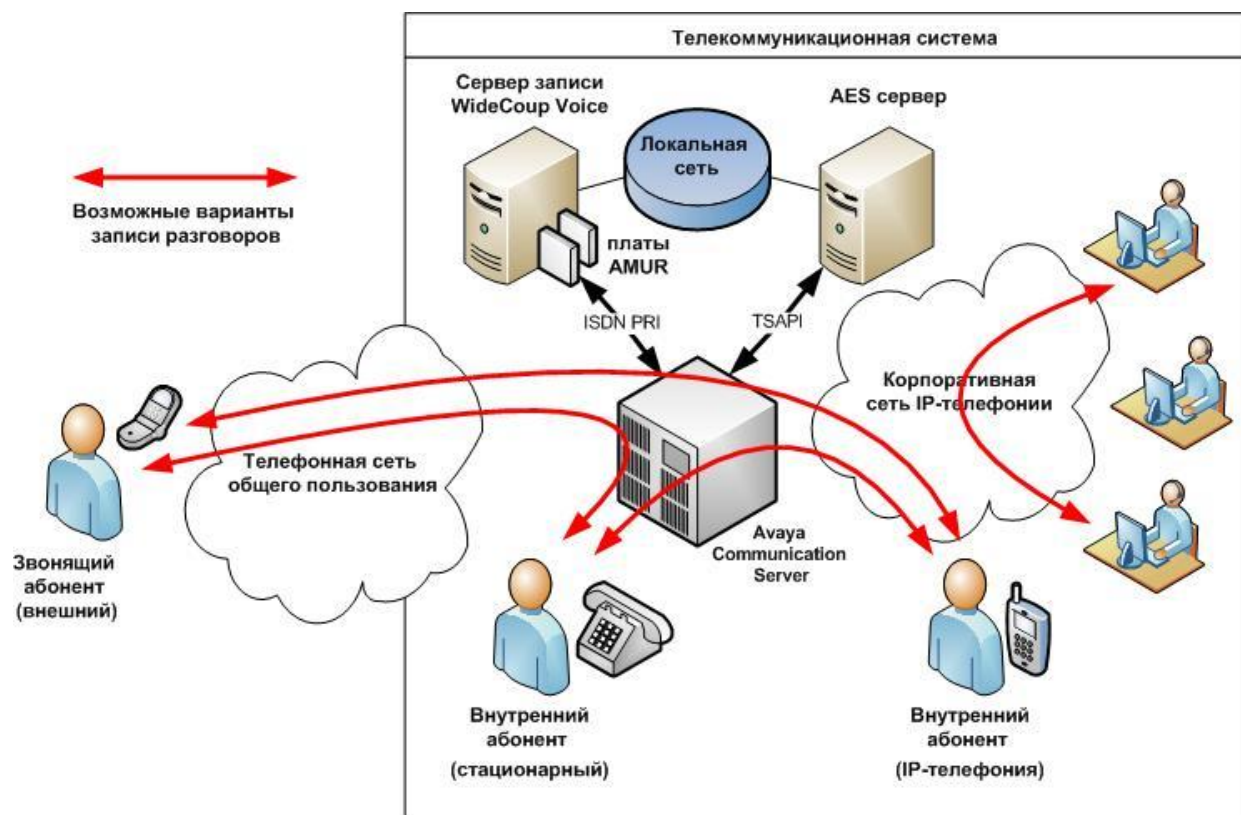 Телекоммуникационная система
Сервер записи
WideCoup Voice
AES сервер
Локальная
сеть
Возможные варианты
записи разговоров
платы
AMUR
ISDN PRI
TSAPI
Корпоративная
сеть IP-телефонии
Телефонная сеть
общего пользования
Avaya
Communication
Server
Звонящий
абонент
(внешний)
Внутренний
абонент
(стационарный)
Внутренний
абонент
(IP-телефония)